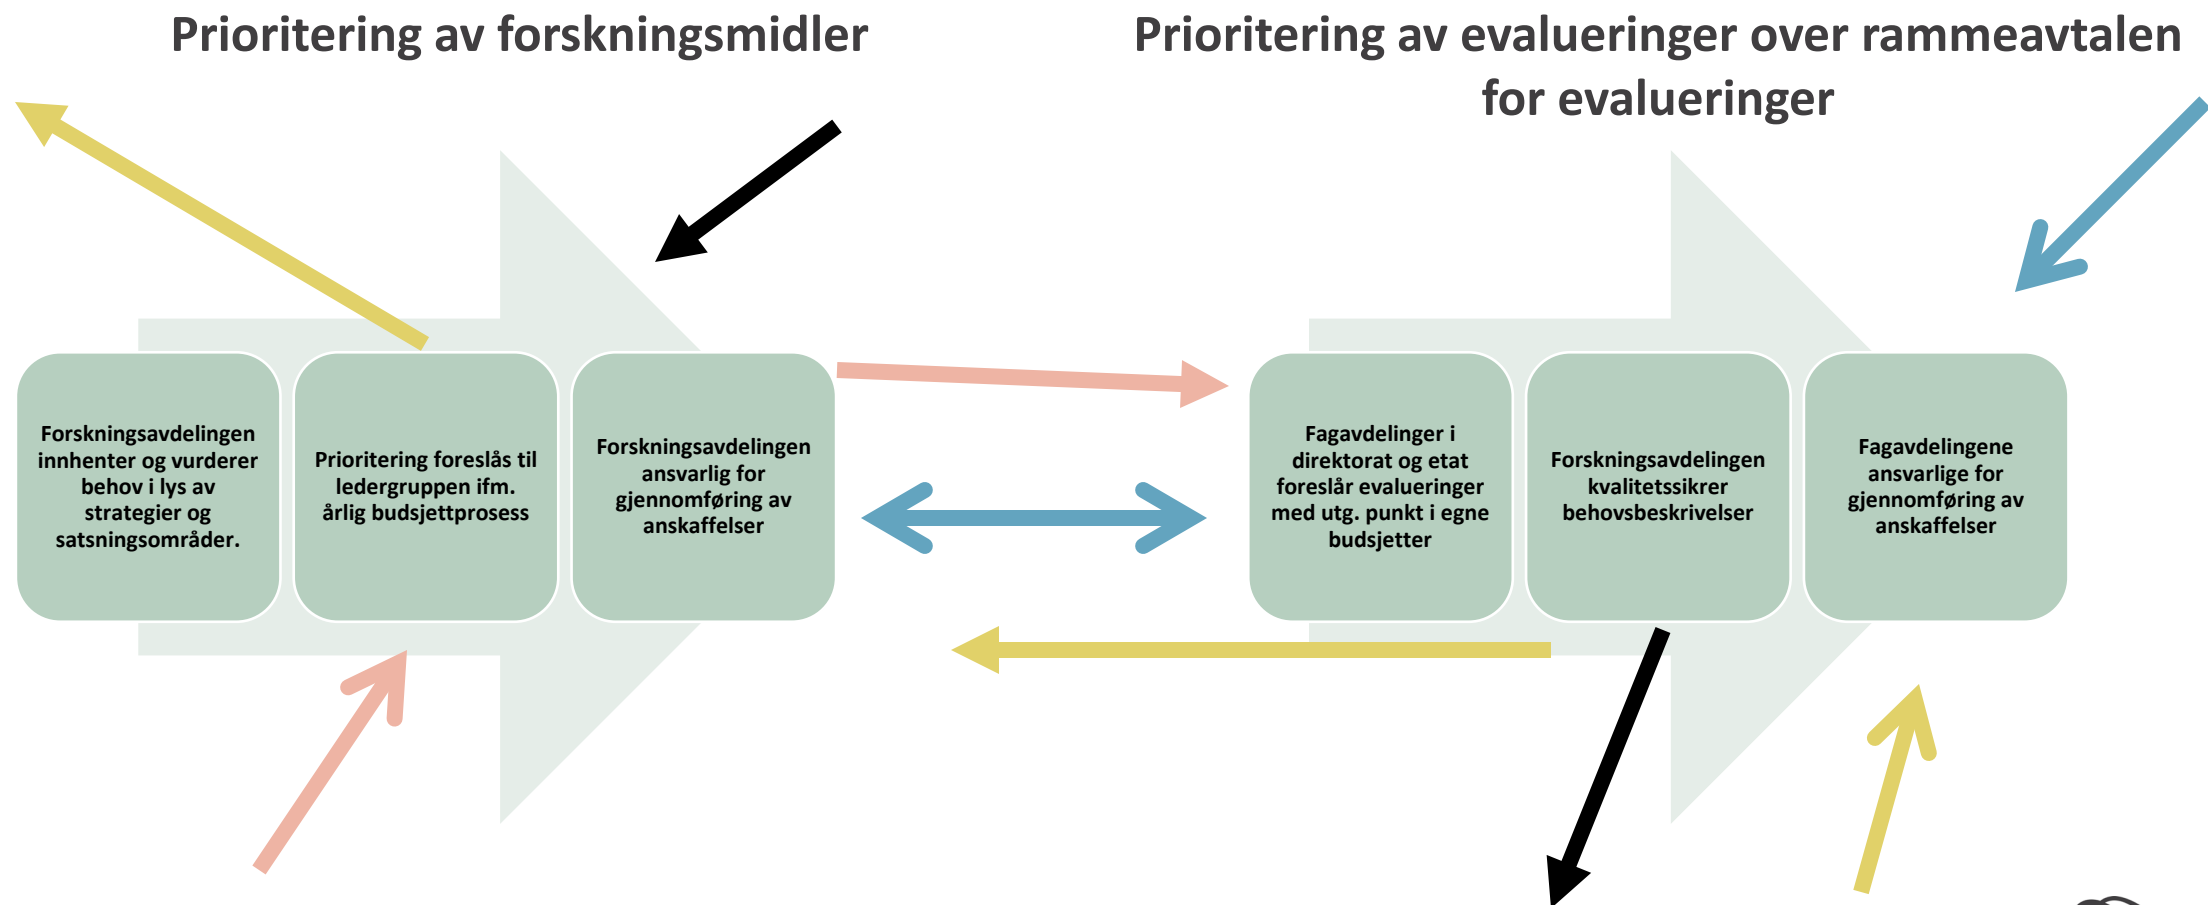 Prioritering av forskningsmidler
Prioritering av evalueringer over rammeavtalen
for evalueringer
Forskningsavdelingen
innhenter og vurderer
behov i lys av
strategier og
satsningsområder.
Prioritering foreslås til
ledergruppen ifm.
årlig budsjettprosess
Forskningsavdelingen
ansvarlig for
gjennomføring av
anskaffelser
Fagavdelinger i
direktorat og etat
foreslår evalueringer
med utg. punkt i egne
budsjetter
Forskningsavdelingen
kvalitetssikrer
behovsbeskrivelser
Fagavdelingene
ansvarlige for
gjennomføring av
anskaffelser